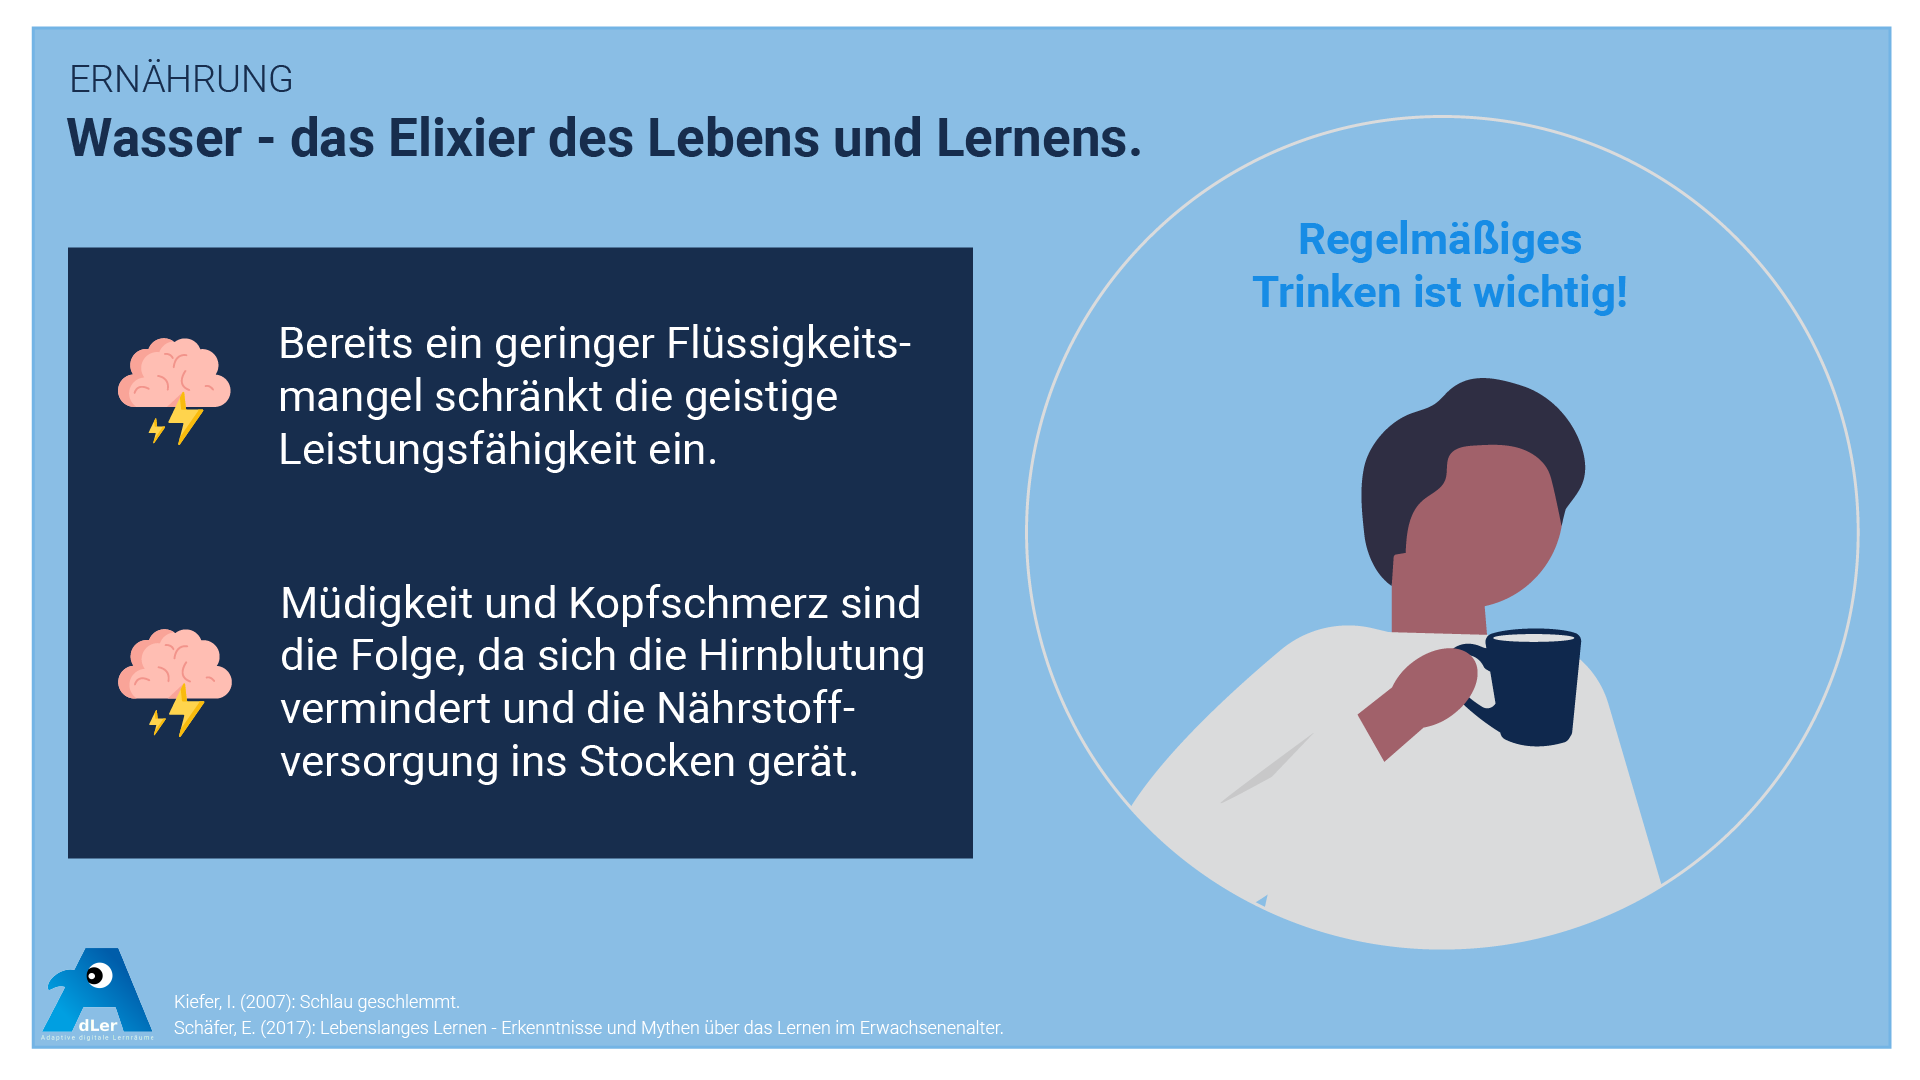 ERNÄHRUNG
Wasser - das Elixier des Lebens und Lernens.
Regelmäßiges
Trinken ist wichtig!
Bereits ein geringer Flüssigkeits-
mangel schränkt die geistige
Leistungsfähigkeit ein.
Müdigkeit und Kopfschmerz sind
die Folge, da sich die Hirnblutung
vermindert und die Nährstoff-
versorgung ins Stocken gerät.
dLer
Adaptive digitale Lernräume
Kiefer, I. (2007): Schlau geschlemmt.
Schäfer, E. (2017): Lebenslanges Lernen - Erkenntnisse und Mythen über das Lernen im Erwachsenenalter.